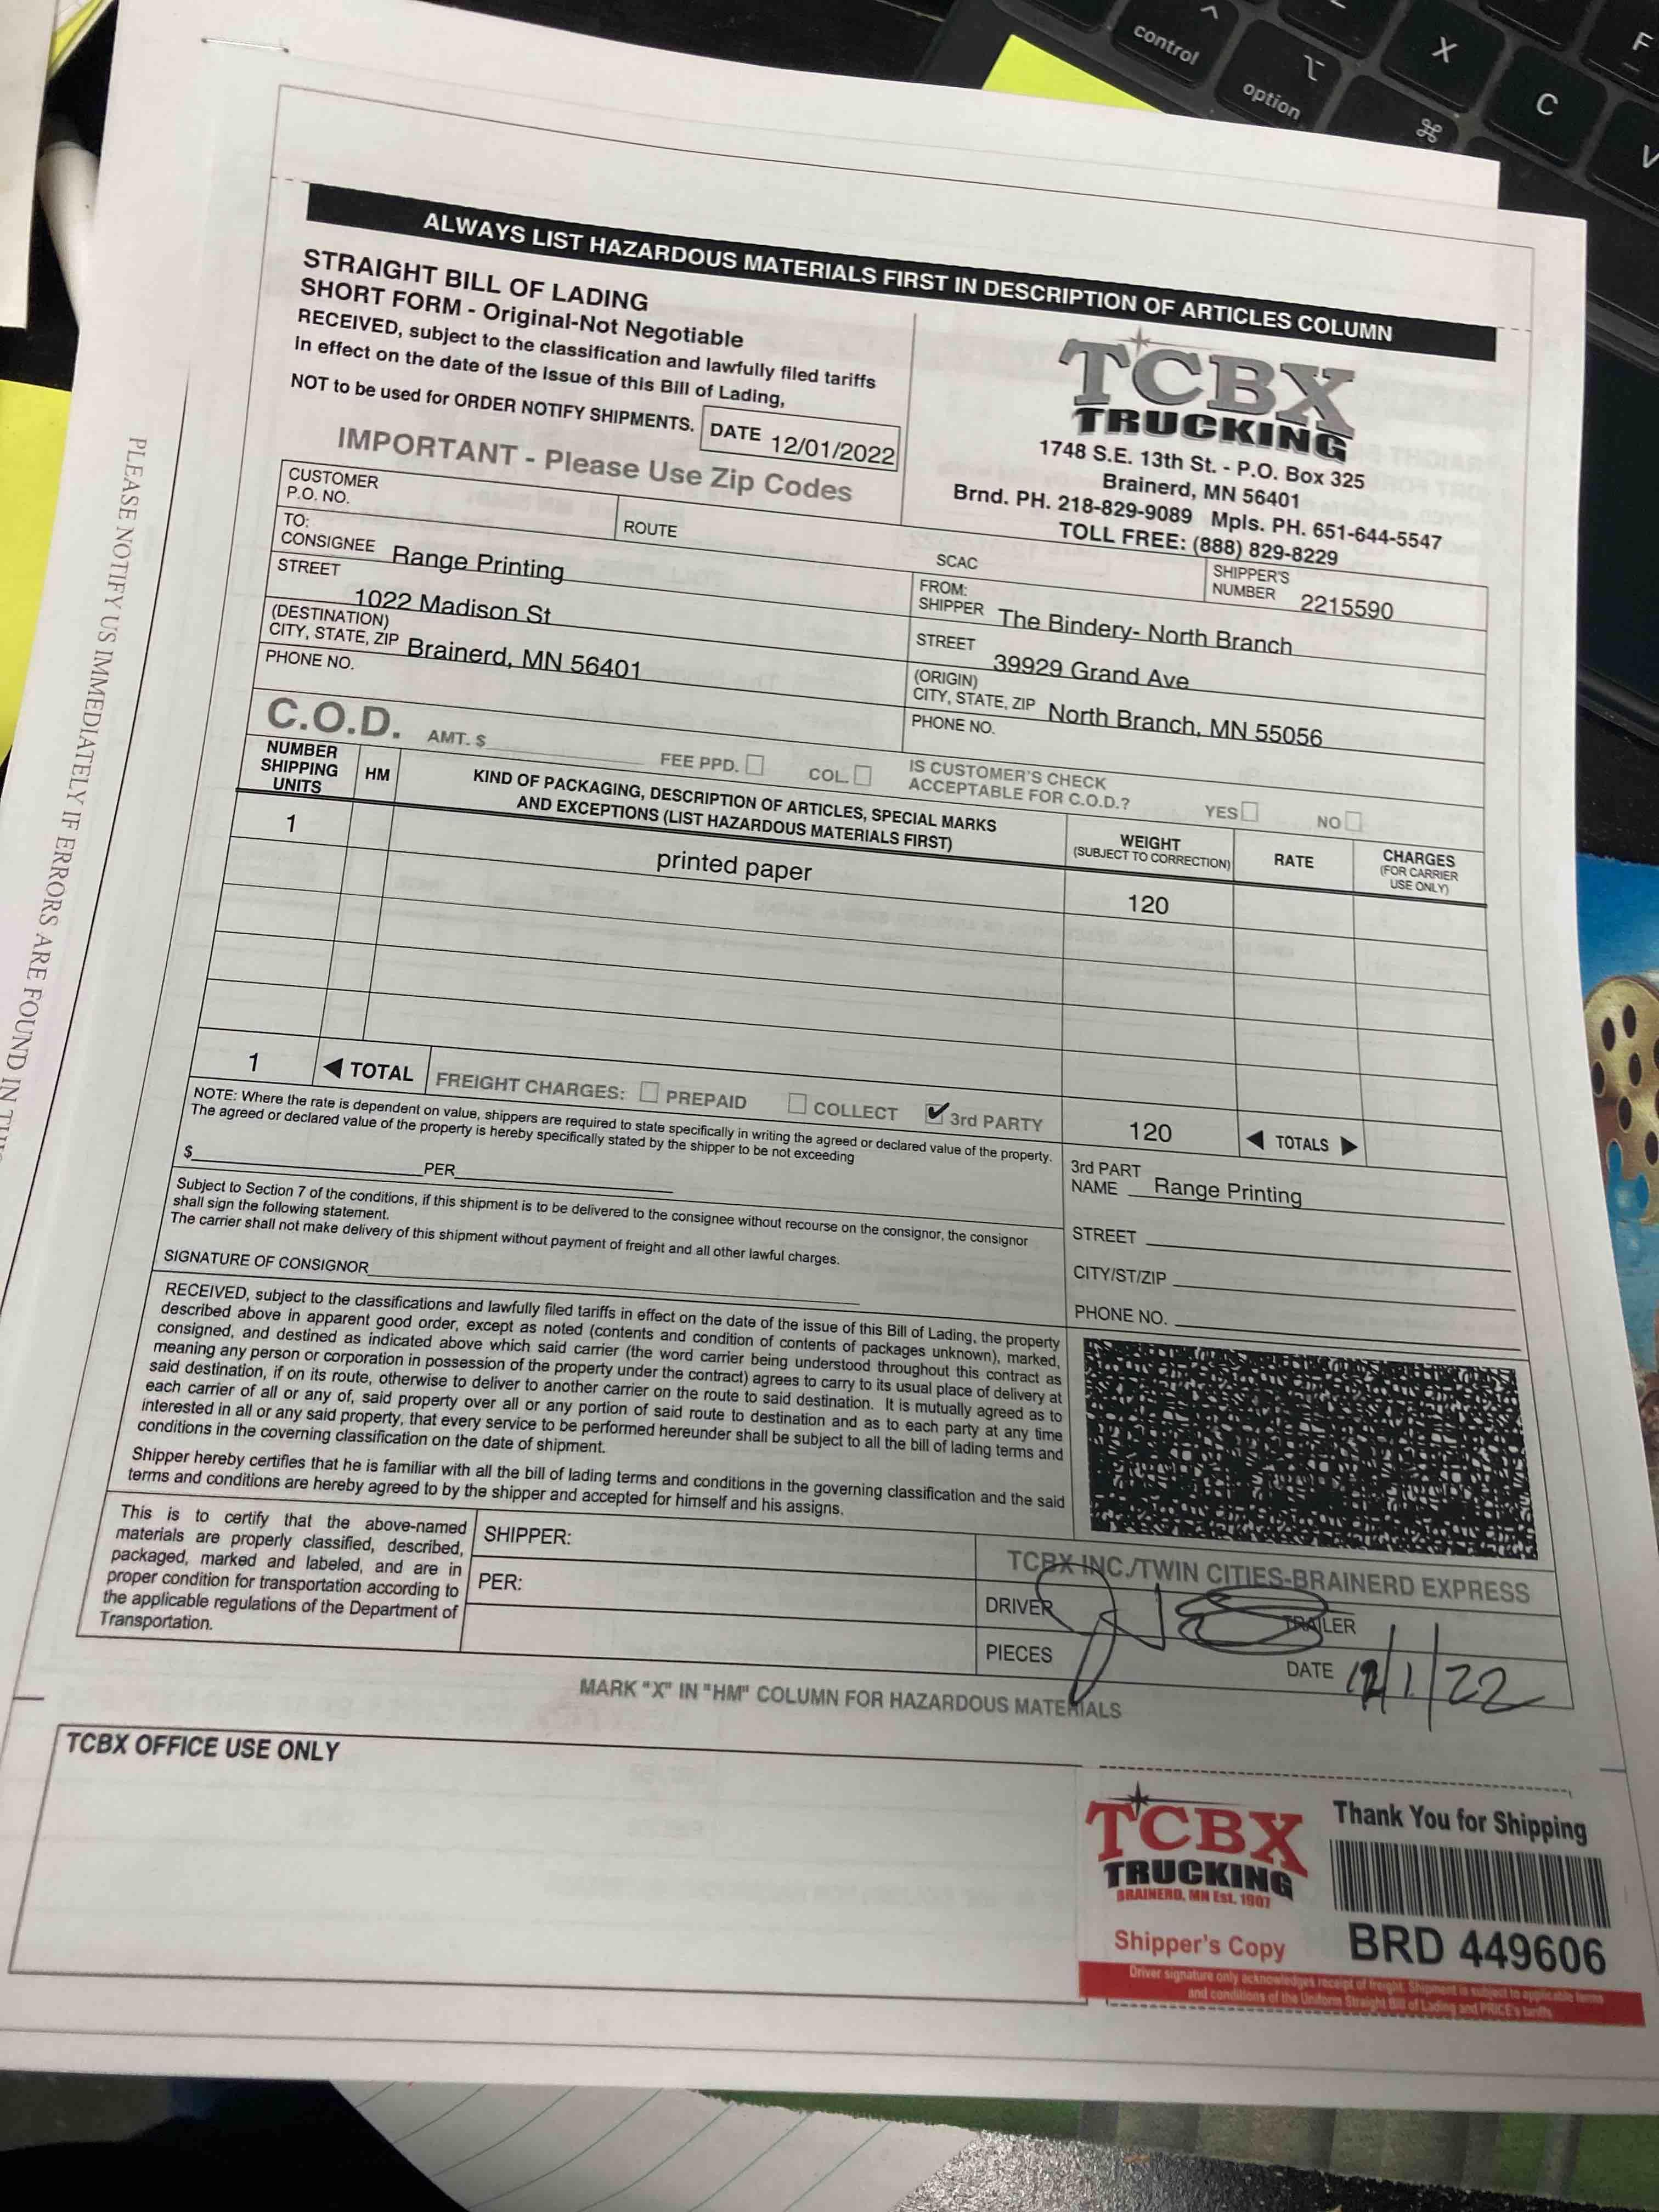 control
option
⌘
X
C
F
V
ALWAYS LIST HAZARDOUS MATERIALS FIRST IN DESCRIPTION OF ARTICLES COLUMN
STRAIGHT BILL OF LADING
SHORT FORM - Original-Not Negotiable
RECEIVED, subject to the classification and lawfully filed tariffs
In effect on the date of the Issue of this Bill of Lading,
NOT to be used for ORDER NOTIFY SHIPMENTS.
DATE 12/01/2022
IMPORTANT - Please Use Zip Codes
TCBX
TRUCKING
1748 S.E. 13th St. - P.O. Box 325
Brainerd, MN 56401
Brnd. PH. 218-829-9089 Mpls. PH. 651-644-5547
TOLL FREE: (888) 829-8229
CUSTOMER
P.O. NO.
ROUTE
SCAC
SHIPPER'S
NUMBER 2215590
TO:
CONSIGNEE Range Printing
STREET
1022 Madison St
(DESTINATION)
CITY, STATE, ZIP Brainerd, MN 56401
PHONE NO.
FROM:
SHIPPER The Bindery- North Branch
STREET 39929 Grand Ave
(ORIGIN)
CITY, STATE, ZIP North Branch, MN 55056
PHONE NO.
C.O.D. AMT. $ FEE PPD. COL. IS CUSTOMER'S CHECK
ACCEPTABLE FOR C.O.D.? YES NO
NUMBER
SHIPPING
UNITS
HM
KIND OF PACKAGING, DESCRIPTION OF ARTICLES, SPECIAL MARKS
AND EXCEPTIONS (LIST HAZARDOUS MATERIALS FIRST)
WEIGHT
(SUBJECT TO CORRECTION)
RATE
CHARGES
(FOR CARRIER
USE ONLY)
1 printed paper 120
1 ◀ TOTAL FREIGHT CHARGES: PREPAID COLLECT ✔ 3rd PARTY 120 ◀ TOTALS ▶
NOTE: Where the rate is dependent on value, shippers are required to state specifically in writing the agreed or declared value of the property.
The agreed or declared value of the property is hereby specifically stated by the shipper to be not exceeding
$ PER
Subject to Section 7 of the conditions, if this shipment is to be delivered to the consignee without recourse on the consignor, the consignor
shall sign the following statement.
The carrier shall not make delivery of this shipment without payment of freight and all other lawful charges.
SIGNATURE OF CONSIGNOR
3rd PART
NAME Range Printing
STREET
CITY/ST/ZIP
PHONE NO.
RECEIVED, subject to the classifications and lawfully filed tariffs in effect on the date of the issue of this Bill of Lading, the property
described above in apparent good order, except as noted (contents and condition of contents of packages unknown), marked,
consigned, and destined as indicated above which said carrier (the word carrier being understood throughout this contract as
meaning any person or corporation in possession of the property under the contract) agrees to carry to its usual place of delivery at
said destination, if on its route, otherwise to deliver to another carrier on the route to said destination. It is mutually agreed as to
each carrier of all or any of, said property over all or any portion of said route to destination and as to each party at any time
interested in all or any said property, that every service to be performed hereunder shall be subject to all the bill of lading terms and
conditions in the coverning classification on the date of shipment.
Shipper hereby certifies that he is familiar with all the bill of lading terms and conditions in the governing classification and the said
terms and conditions are hereby agreed to by the shipper and accepted for himself and his assigns.
This is to certify that the above-named
materials are properly classified, described,
packaged, marked and labeled, and are in
proper condition for transportation according to
the applicable regulations of the Department of
Transportation.
SHIPPER:
PER:
TCBX INC./TWIN CITIES-BRAINERD EXPRESS
DRIVER TRAILER
PIECES DATE 12/1/22
MARK "X" IN "HM" COLUMN FOR HAZARDOUS MATERIALS
TCBX OFFICE USE ONLY
TCBX
TRUCKING
BRAINERD, MN Est. 1907
Shipper's Copy
Thank You for Shipping
BRD 449606
Driver signature only acknowledges receipt of freight. Shipment is subject to applicable terms
and conditions of the Uniform Straight Bill of Lading and PRICE's tariffs
PLEASE NOTIFY US IMMEDIATELY IF ERRORS ARE FOUND IN